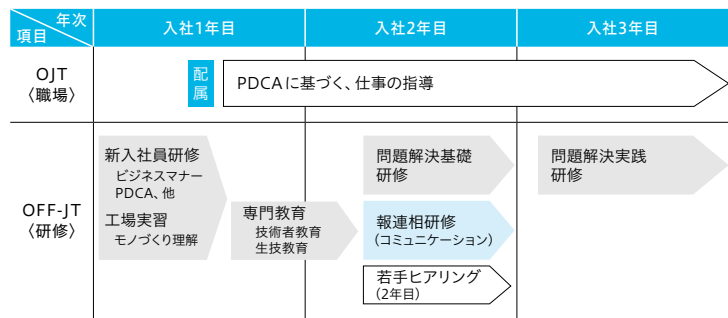 年次
項目
入社1年目
入社2年目
入社3年目
OJT
〈職場〉
配属
PDCAに基づく、仕事の指導
OFF-JT
〈研修〉
新入社員研修
ビジネスマナー
PDCA、他
工場実習
モノづくり理解
専門教育
技術者教育
生技教育
問題解決基礎
研修
報連相研修
(コミュニケーション)
若手ヒアリング
(2年目)
問題解決実践
研修